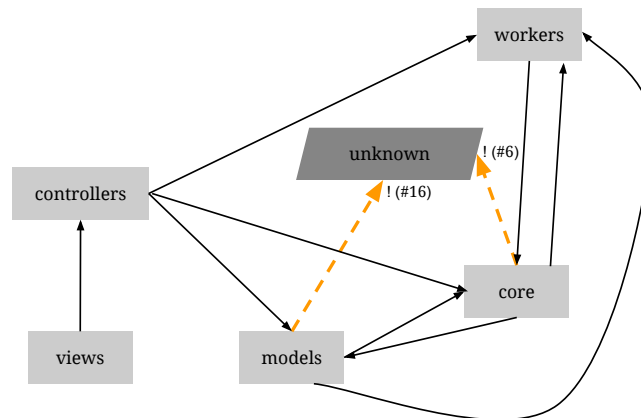 workers
unknown
! (#6)
! (#16)
controllers
core
views
models